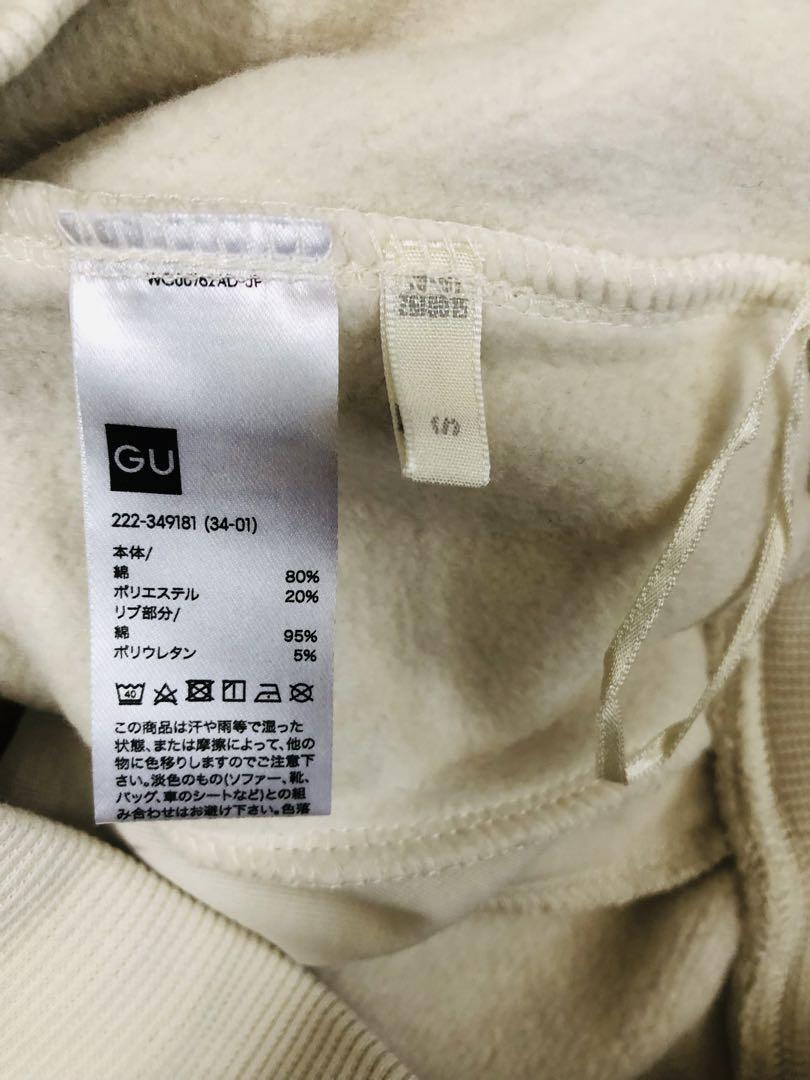 WC00762AD-JP
GU
222-349181 (34-01)
本体/
綿 80%
ポリエステル 20%
リブ部分/
綿 95%
ポリウレタン 5%
40
この商品は汗や雨等で湿った
状態、または摩擦によって、他の
物に色移りしますのでご注意下
さい。淡色のもの(ソファー、靴、
バッグ、車のシートなど)との組
み合わせはお避け下さい。色落
S